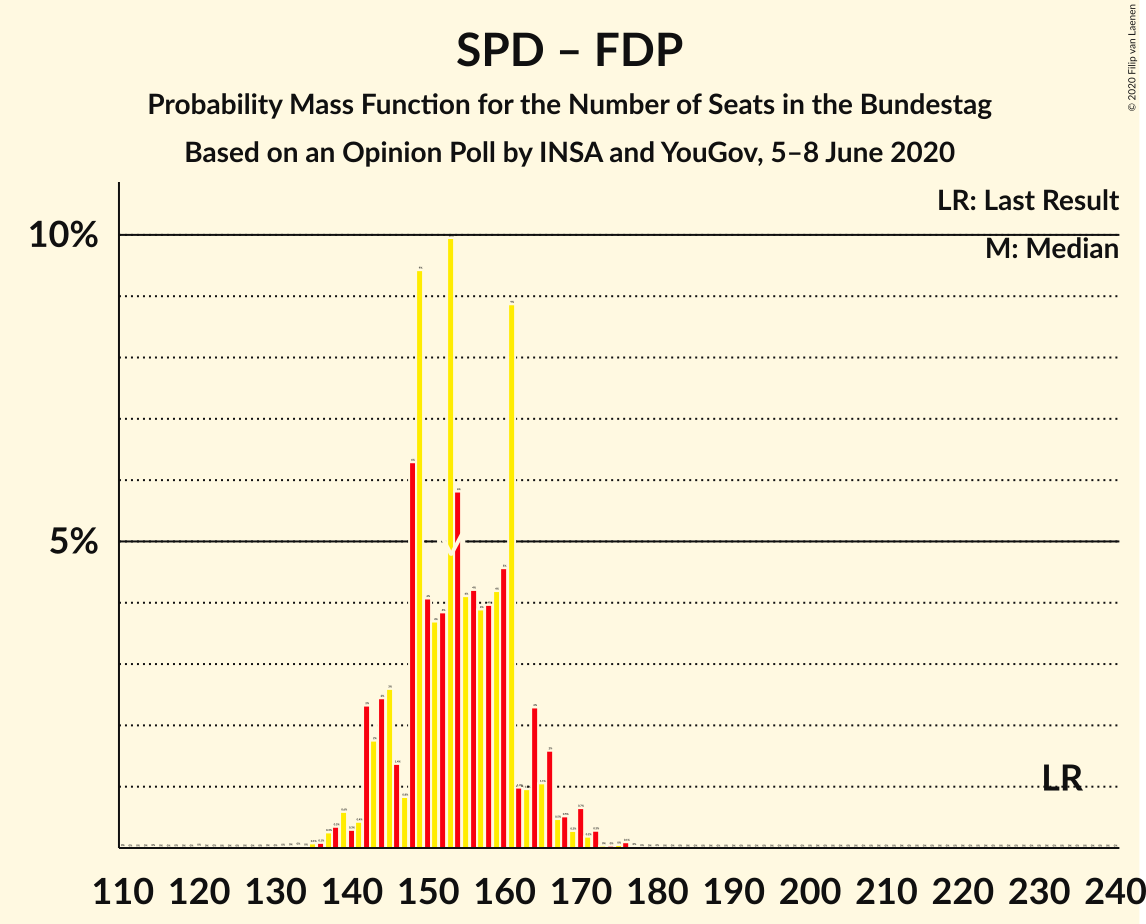 SPD – FDP
Probability Mass Function for the Number of Seats in the Bundestag
Based on an Opinion Poll by INSA and YouGov, 5–8 June 2020
© 2020 Filip van Laenen
LR: Last Result
M: Median
10%
5%
LR
110 120 130 140 150 160 170 180 190 200 210 220 230 240